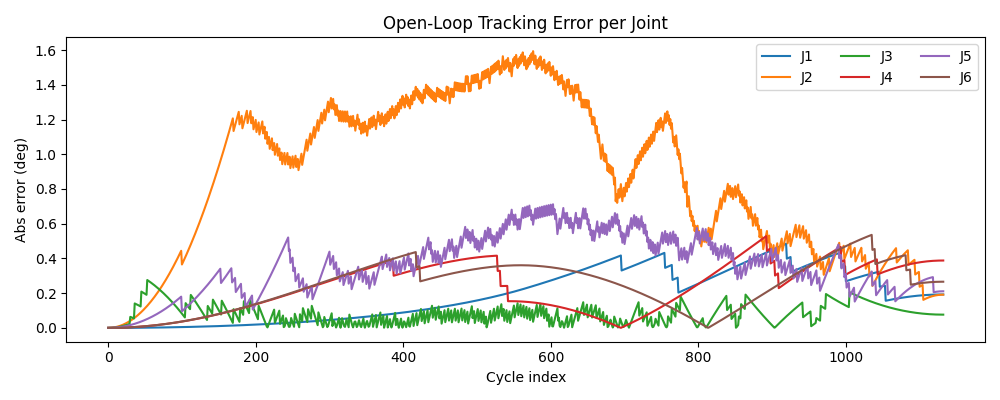 Open-Loop Tracking Error per Joint
J1 J3 J5
J2 J4 J6
Abs error (deg)
1.6
1.4
1.2
1.0
0.8
0.6
0.4
0.2
0.0
0 200 400 600 800 1000
Cycle index